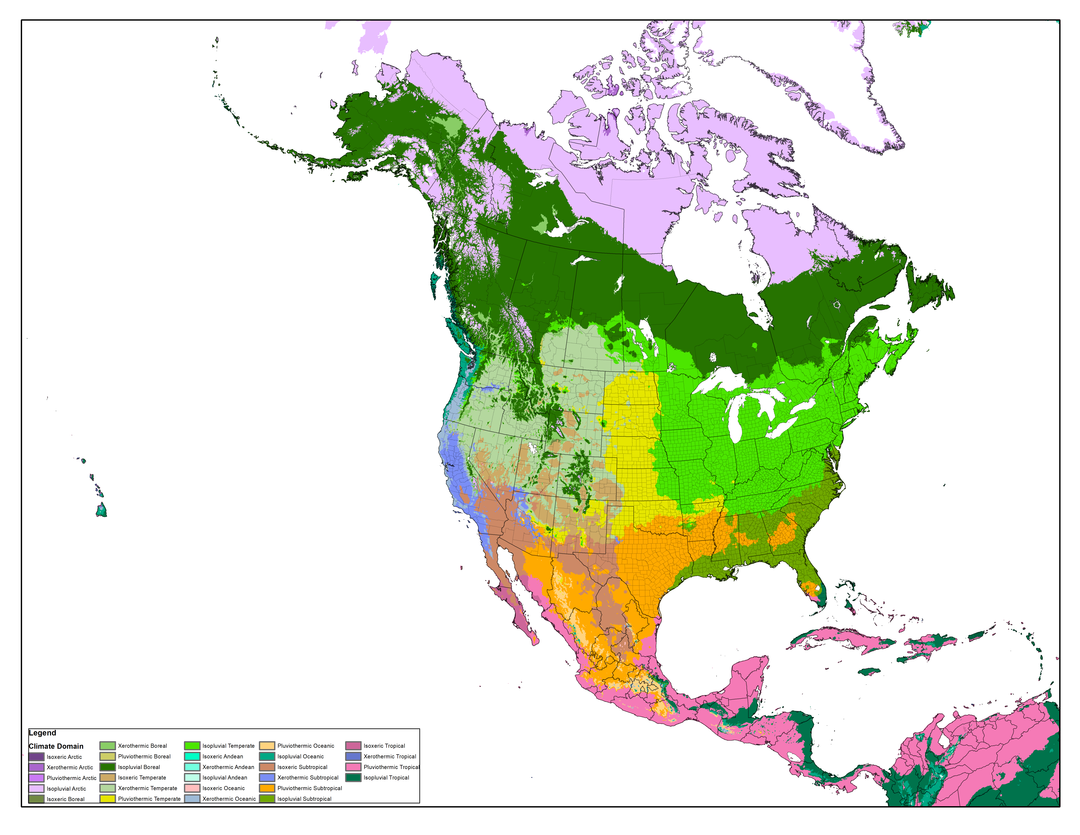 Legend
Climate Domain
Isoxeric Arctic
Xerothermic Arctic
Pluviothermic Arctic
Isopluvial Arctic
Isoxeric Boreal
Xerothermic Boreal
Pluviothermic Boreal
Isopluvial Boreal
Isoxeric Temperate
Xerothermic Temperate
Pluviothermic Temperate
Isopluvial Temperate
Isoxeric Andean
Xerothermic Andean
Isopluvial Andean
Isoxeric Oceanic
Xerothermic Oceanic
Pluviothermic Oceanic
Isopluvial Oceanic
Isoxeric Subtropical
Xerothermic Subtropical
Pluviothermic Subtropical
Isopluvial Subtropical
Isoxeric Tropical
Xerothermic Tropical
Pluviothermic Tropical
Isopluvial Tropical